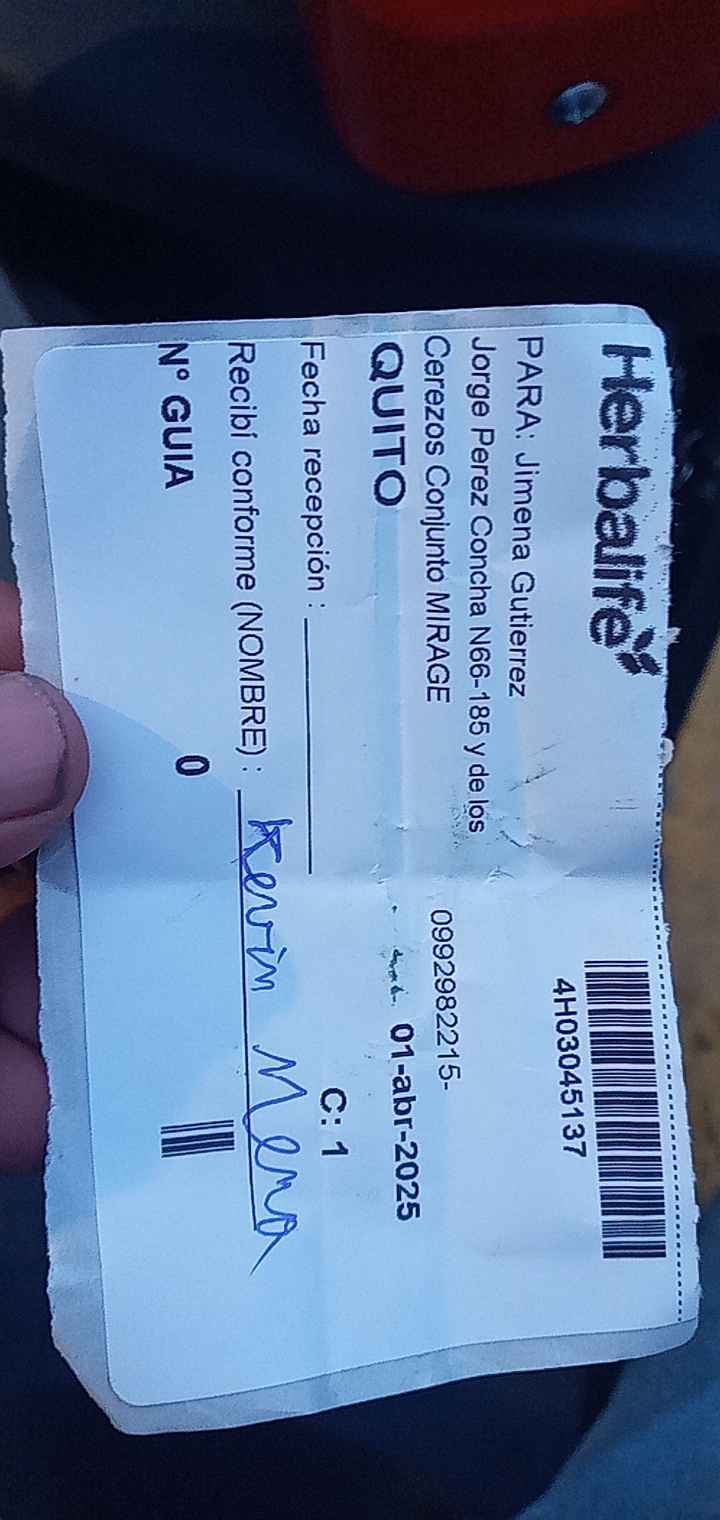 Herbalife
4H03045137
PARA: Jimena Gutierrez
Jorge Perez Concha N66-185 y de los
Cerezos Conjunto MIRAGE
0992982215-
QUITO
01-abr-2025
Fecha recepción :
C: 1
Recibí conforme (NOMBRE) : Kevin Mena
N° GUIA 0